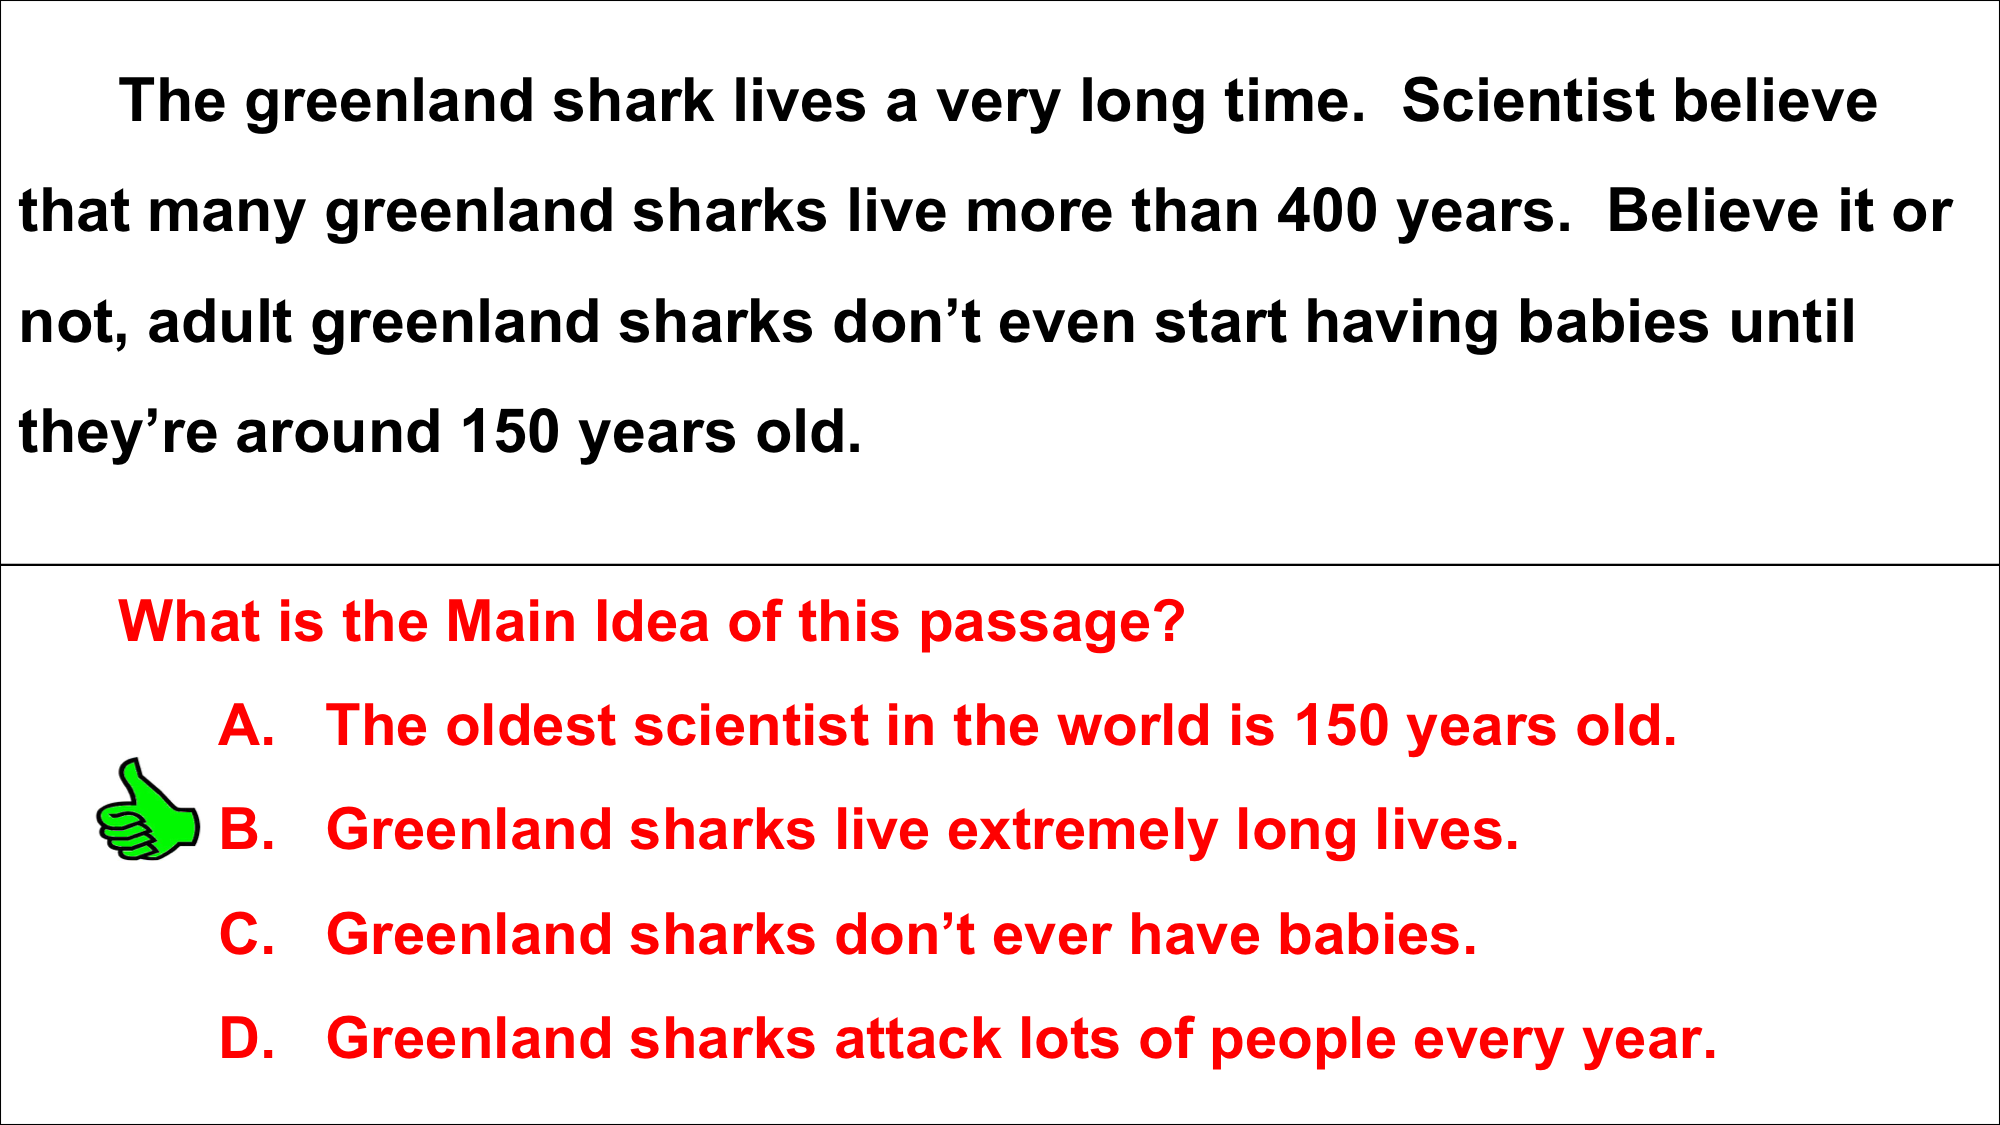 The greenland shark lives a very long time.  Scientist believe
that many greenland sharks live more than 400 years.  Believe it or
not, adult greenland sharks don’t even start having babies until
they’re around 150 years old.
What is the Main Idea of this passage?
A. The oldest scientist in the world is 150 years old.
B. Greenland sharks live extremely long lives.
C. Greenland sharks don’t ever have babies.
D. Greenland sharks attack lots of people every year.